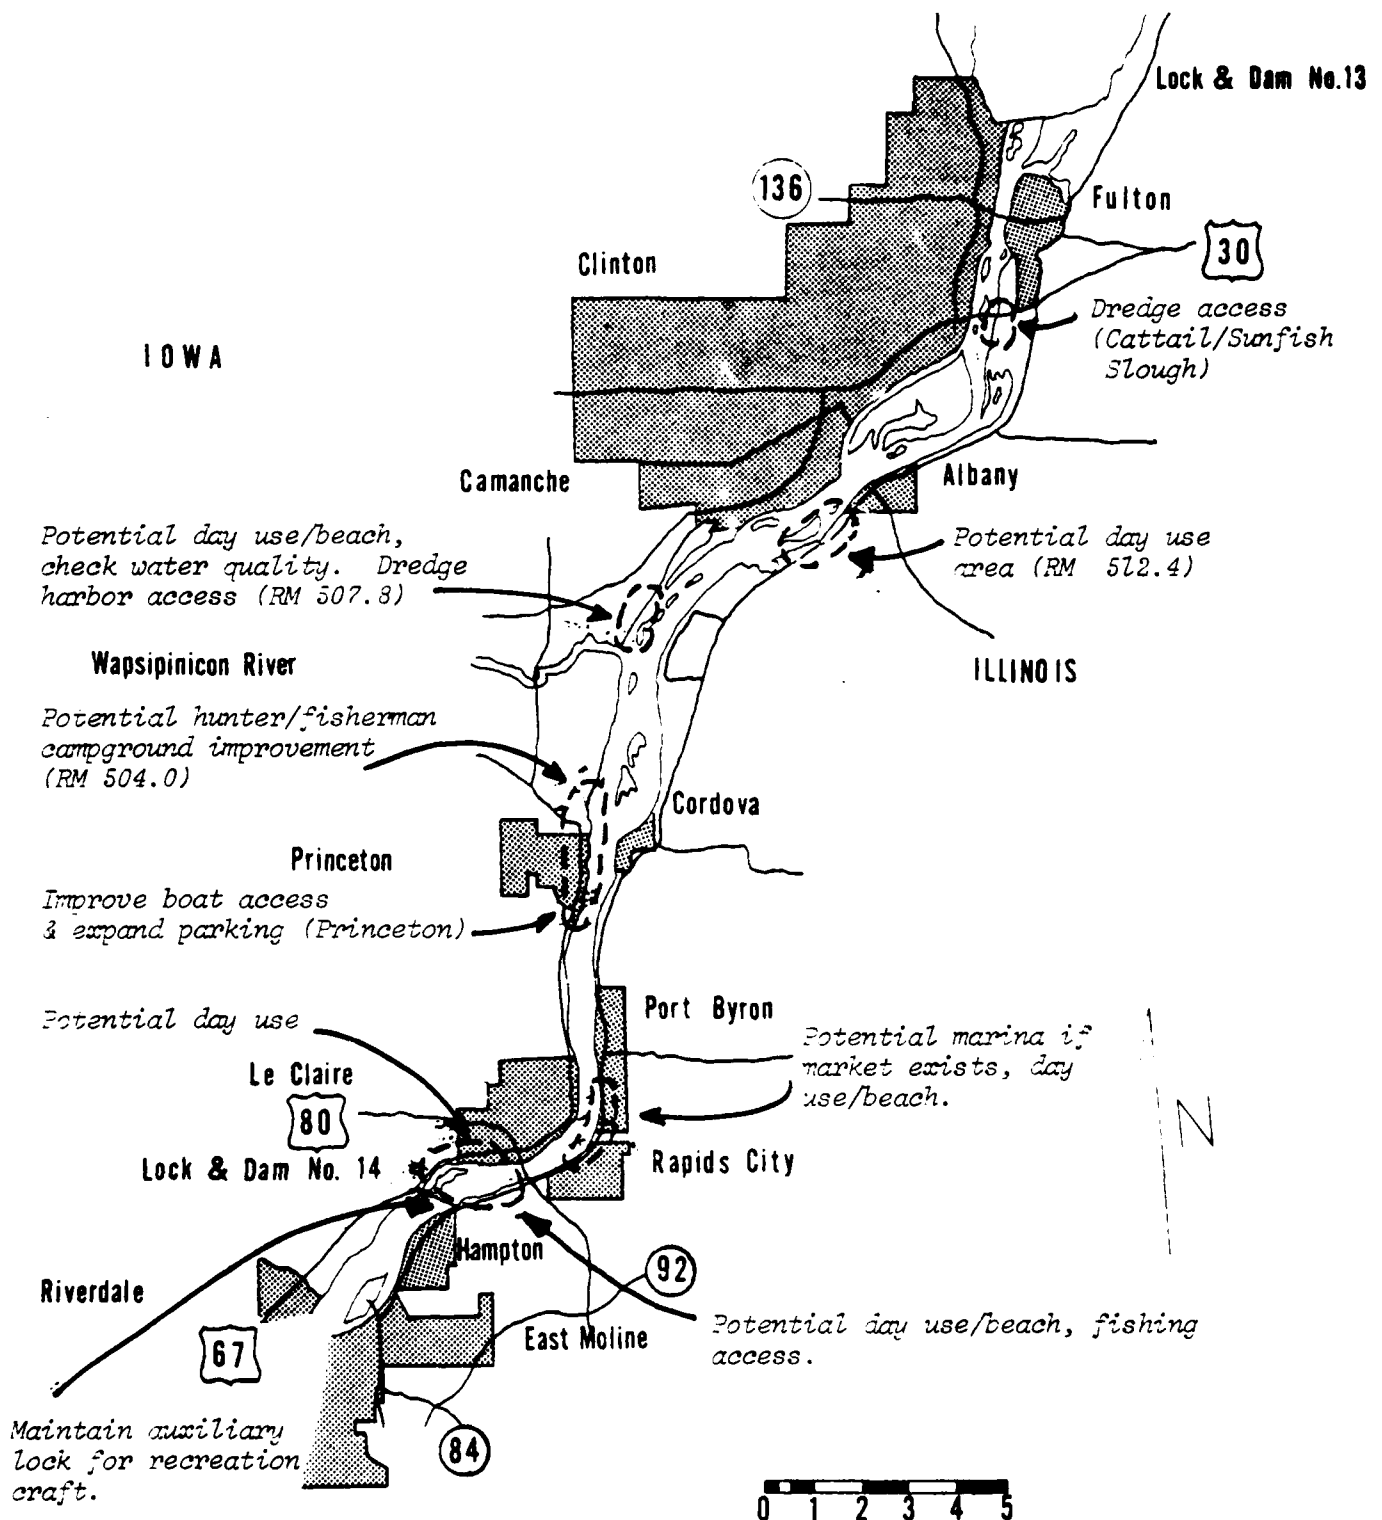 Lock & Dam No.13
136
Fulton
30
Clinton
Dredge access
(Cattail/Sunfish
Slough)
IOWA
Camanche
Albany
Potential day use/beach,
check water quality. Dredge
harbor access (RM 507.8)
Potential day use
area (RM 512.4)
Wapsipinicon River
ILLINOIS
Potential hunter/fisherman
campground improvement
(RM 504.0)
Cordova
Princeton
Improve boat access
& expand parking (Princeton)
Port Byron
Potential day use
Potential marina if
market exists, day
use/beach.
Le Claire
80
Lock & Dam No. 14
Rapids City
N
Hampton
92
Riverdale
67
East Moline
Potential day use/beach, fishing
access.
Maintain auxiliary
lock for recreation
craft.
84
0 1 2 3 4 5